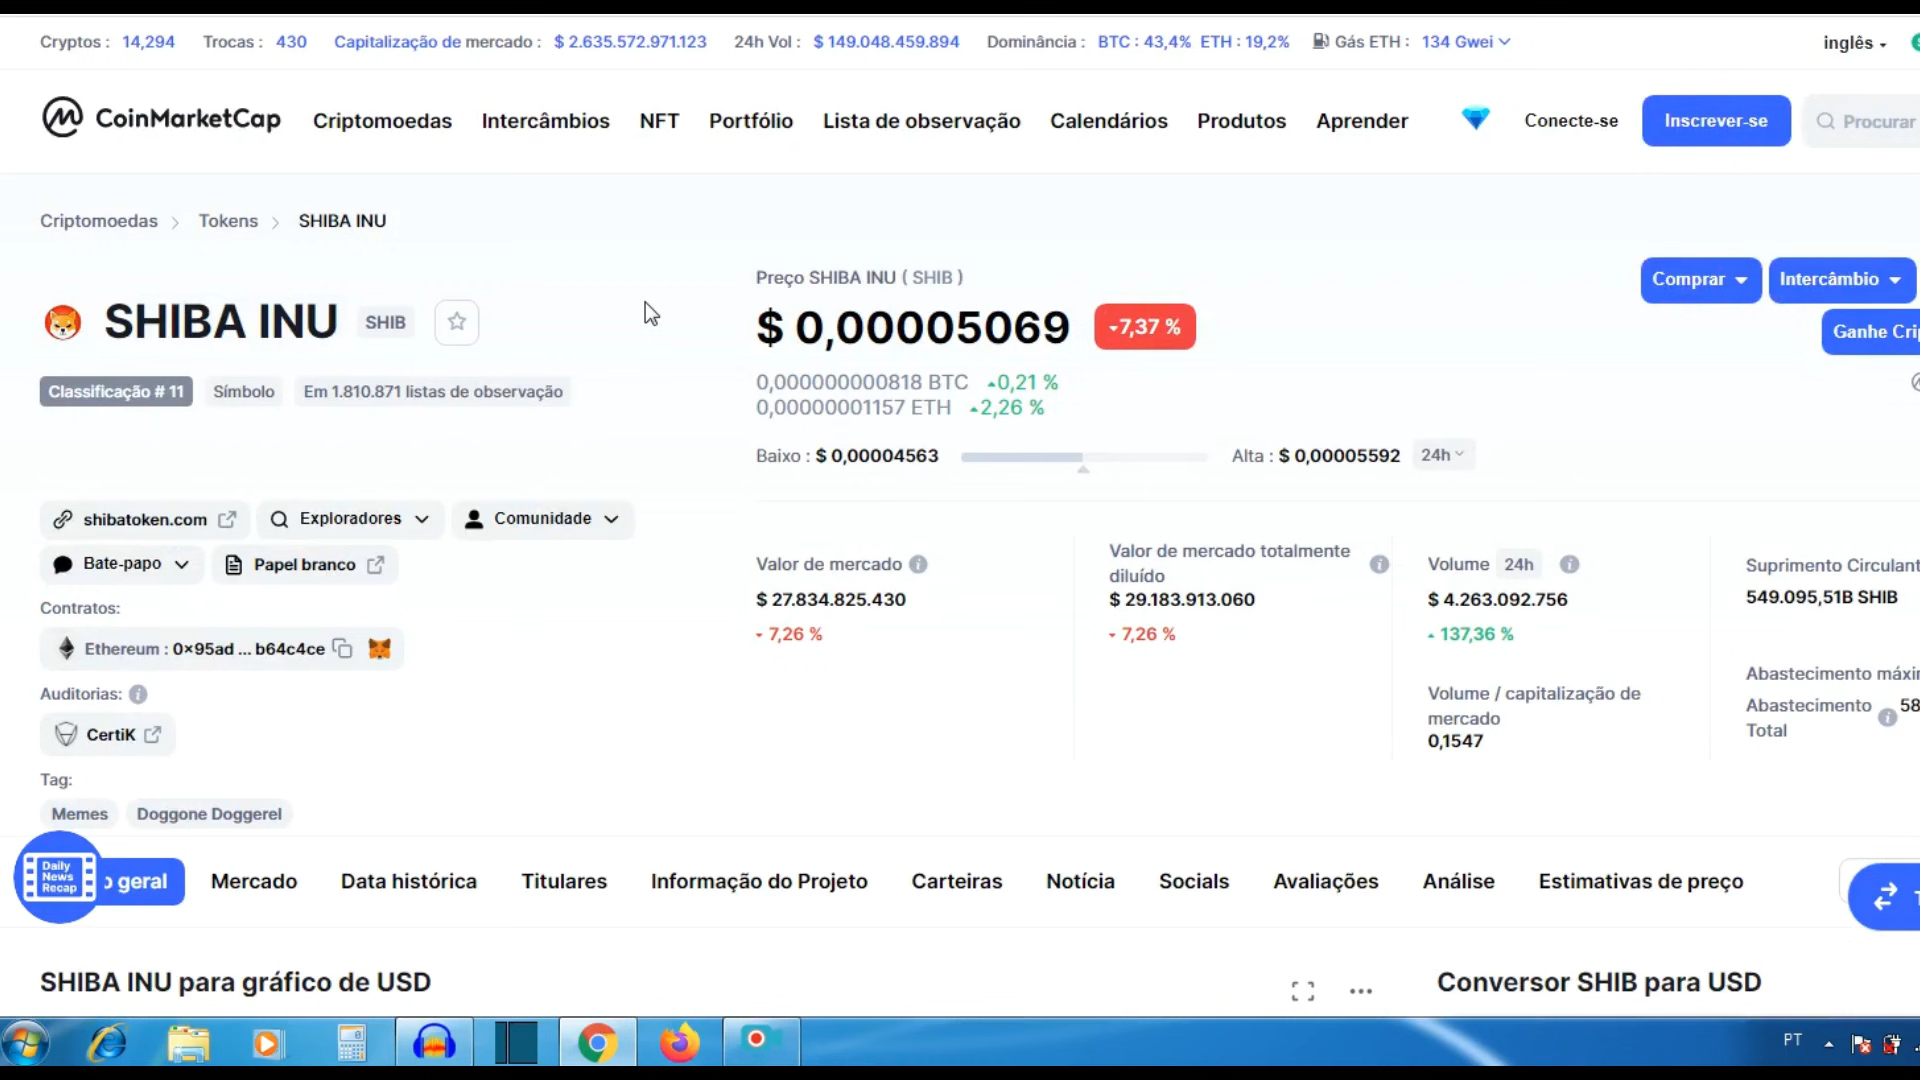 Cryptos : 14,294 Trocas : 430 Capitalização de mercado : $ 2.635.572.971.123 24h Vol : $ 149.048.459.894 Dominância : BTC : 43,4% ETH : 19,2% Gás ETH : 134 Gwei inglês
CoinMarketCap Criptomoedas Intercâmbios NFT Portfólio Lista de observação Calendários Produtos Aprender Conecte-se Inscrever-se Procurar
Criptomoedas > Tokens > SHIBA INU
Preço SHIBA INU ( SHIB )
Comprar Intercâmbio
SHIBA INU SHIB
$ 0,00005069 7,37 %
Ganhe
Classificação # 11 Símbolo Em 1.810.871 listas de observação
0,000000000818 BTC 0,21 %
0,00000001157 ETH 2,26 %
Baixo : $ 0,00004563 Alta : $ 0,00005592 24h
shibatoken.com Exploradores Comunidade
Bate-papo Papel branco
Contratos:
Ethereum : 0x95ad ... b64c4ce
Auditorias:
CertiK
Tag:
Memes Doggone Doggerel
Valor de mercado
$ 27.834.825.430
7,26 %
Valor de mercado totalmente
diluído
$ 29.183.913.060
7,26 %
Volume 24h
$ 4.263.092.756
137,36 %
Volume / capitalização de
mercado
0,1547
Suprimento
549.095,51B SHIB
Abastecimento
Abastecimento
Total
58
Daily
News
Recap
geral Mercado Data histórica Titulares Informação do Projeto Carteiras Notícia Socials Avaliações Análise Estimativas de preço
SHIBA INU para gráfico de USD
Conversor SHIB para USD
PT